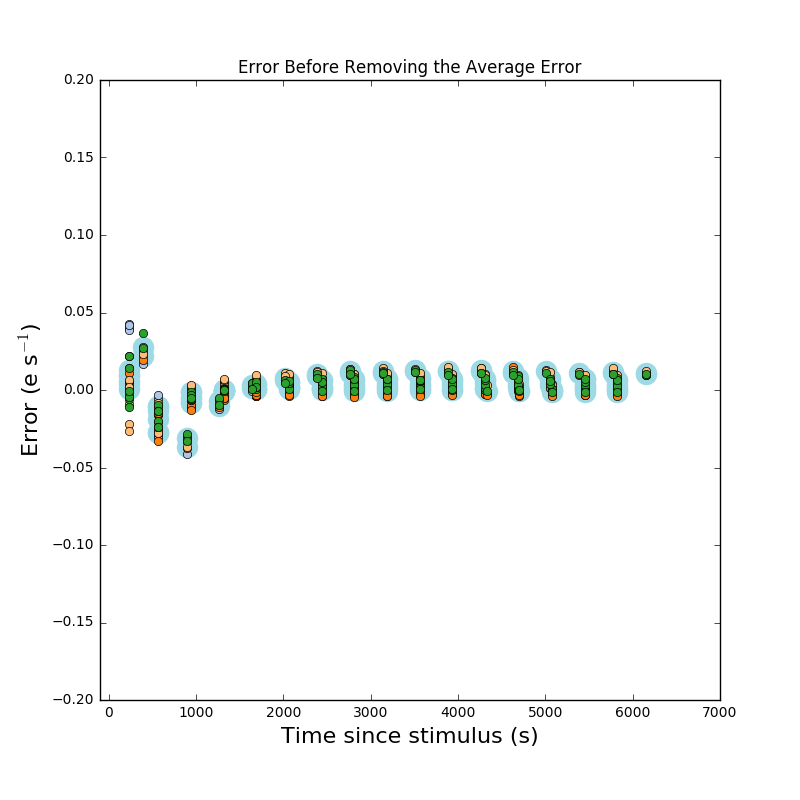 Error Before Removing the Average Error
0.20
0.15
0.10
0.05
0.00
−0.05
−0.10
−0.15
−0.20
Error (e s⁻¹)
0 1000 2000 3000 4000 5000 6000 7000
Time since stimulus (s)